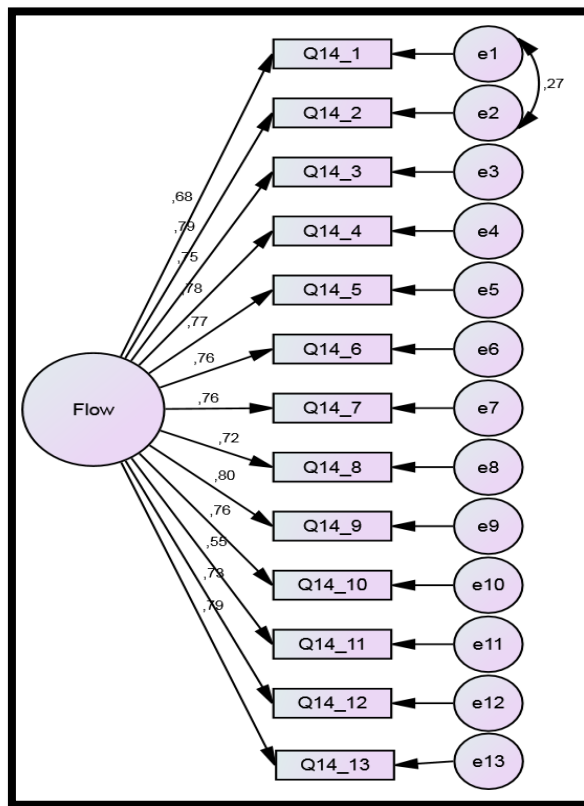 Q14_1
e1
,27
Q14_2
e2
Q14_3
e3
,68
,79
Q14_4
e4
,75
,78
Q14_5
e5
,77
Q14_6
e6
,76
Flow
,76
Q14_7
e7
,72
Q14_8
e8
,80
,76
Q14_9
e9
,55
,73
Q14_10
e10
,79
Q14_11
e11
Q14_12
e12
Q14_13
e13